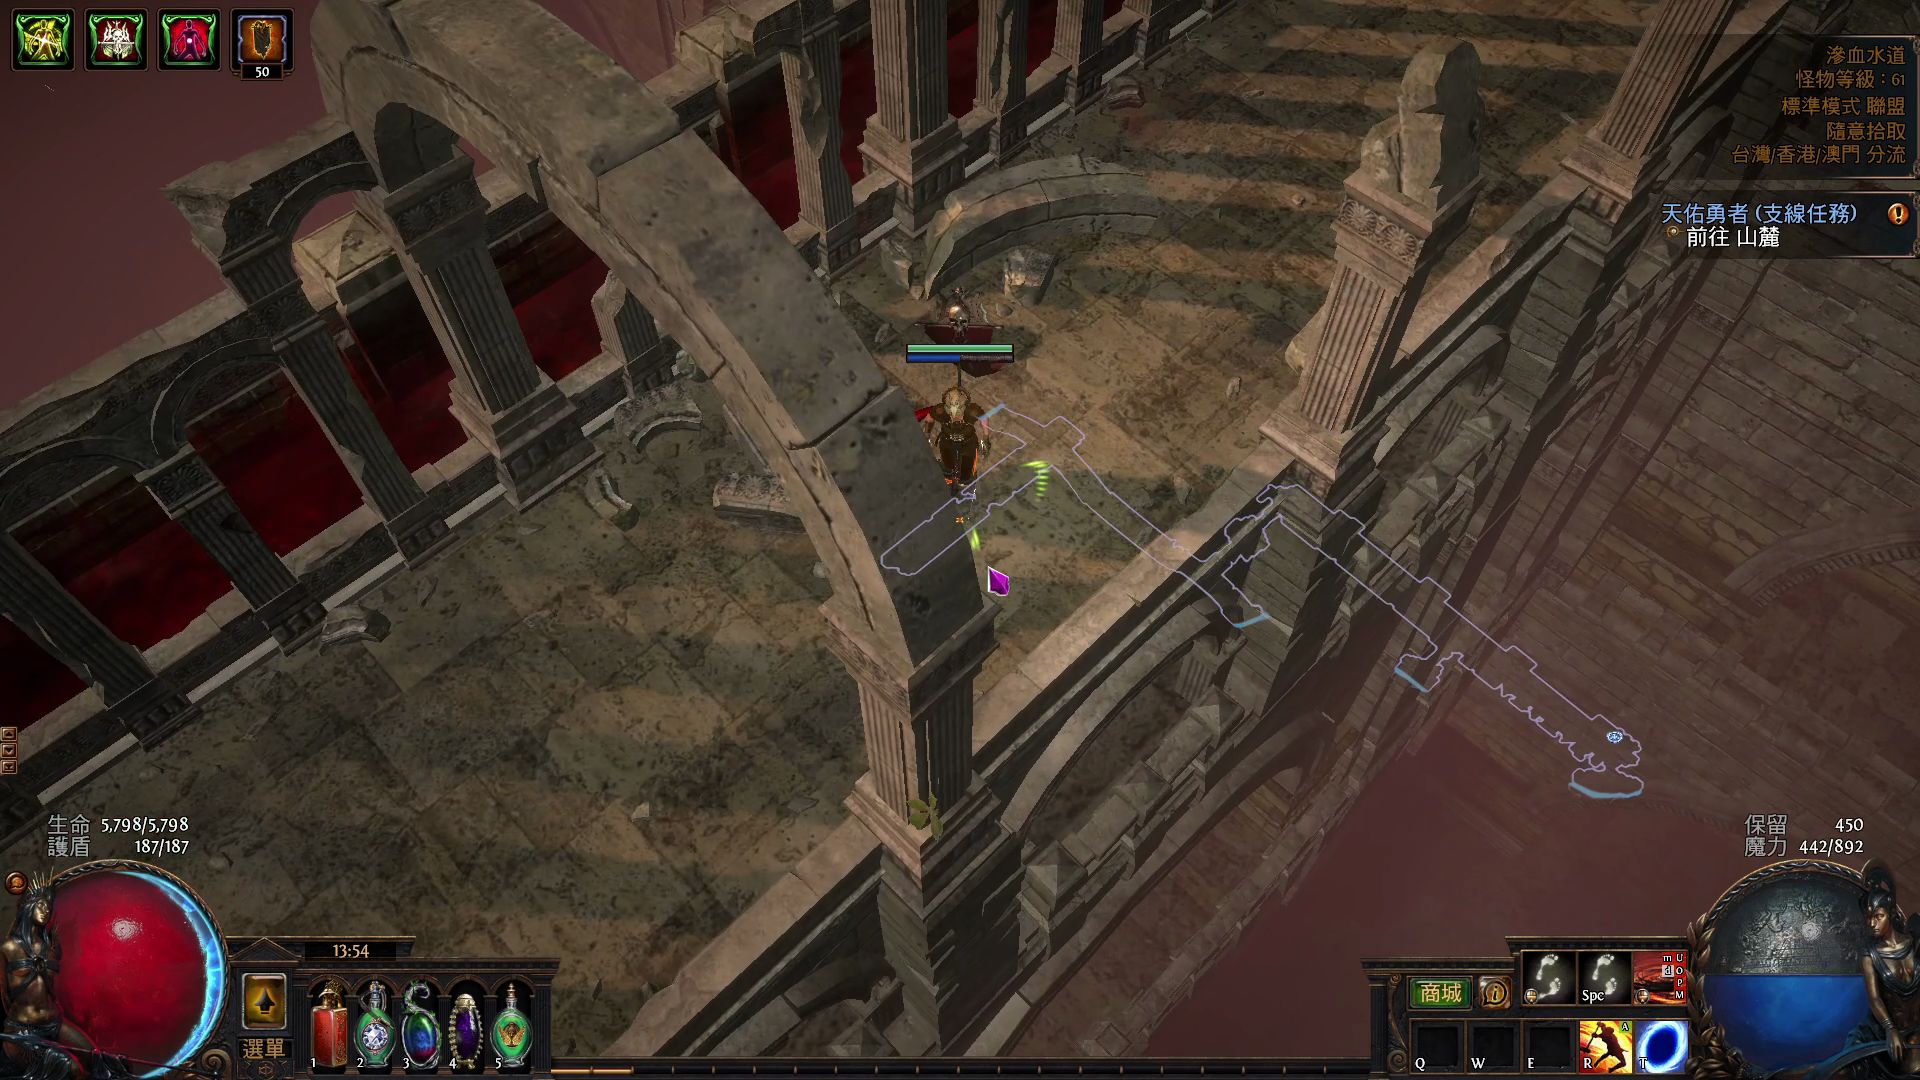 50
滲血水道
怪物等級：61
標準模式 聯盟
隨意拾取
台灣/香港/澳門 分流
天佑勇者 (支線任務)
前往 山麓
生命 5,798/5,798
護盾 187/187
保留 450
魔力 442/892
13:54
選單
1 2 3 4 5
商城
Spc
m U
d O
P
M
A
Q W E R T